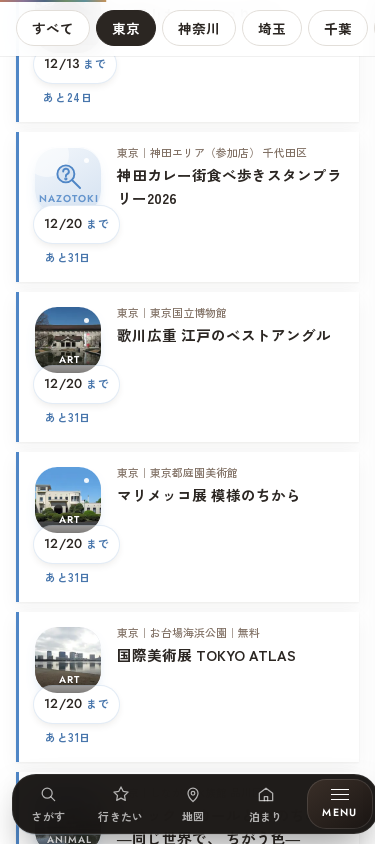 すべて
東京
神奈川
埼玉
千葉
12/13 まで
あと24日
NAZOTOKI
12/20 まで
あと31日
東京｜神田エリア（参加店） 千代田区
神田カレー街食べ歩きスタンプラ
リー2026
ART
12/20 まで
あと31日
東京｜東京国立博物館
歌川広重 江戸のベストアングル
ART
12/20 まで
あと31日
東京｜東京都庭園美術館
マリメッコ展 模様のちから
ART
12/20 まで
あと31日
東京｜お台場海浜公園｜無料
国際美術展 TOKYO ATLAS
さがす
行きたい
地図
泊まり
MENU
ANIMAL
―同じ世界で、 ちがう色―